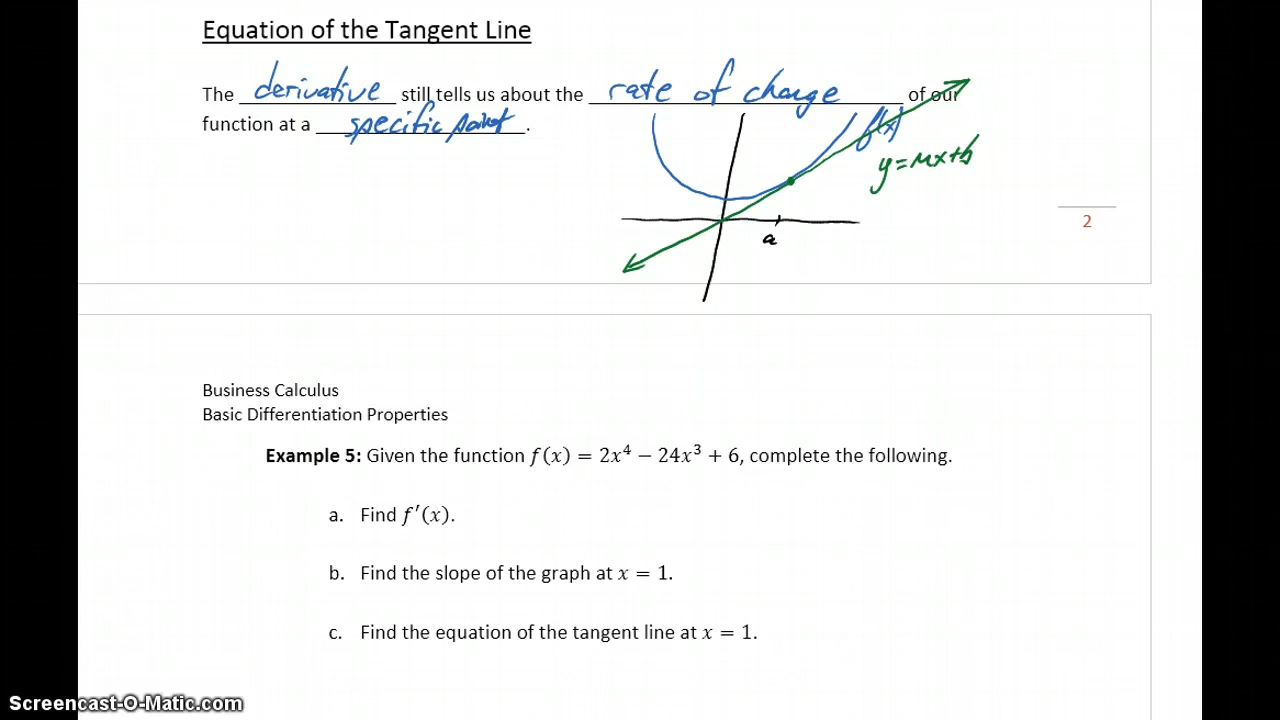 Equation of the Tangent Line
The derivative still tells us about the rate of change of our
function at a specific point.
f(x)
y=mx+b
a
2
Business Calculus
Basic Differentiation Properties
Example 5: Given the function f(x) = 2x⁴ − 24x³ + 6, complete the following.
a. Find f′(x).
b. Find the slope of the graph at x = 1.
c. Find the equation of the tangent line at x = 1.
Screencast-O-Matic.com